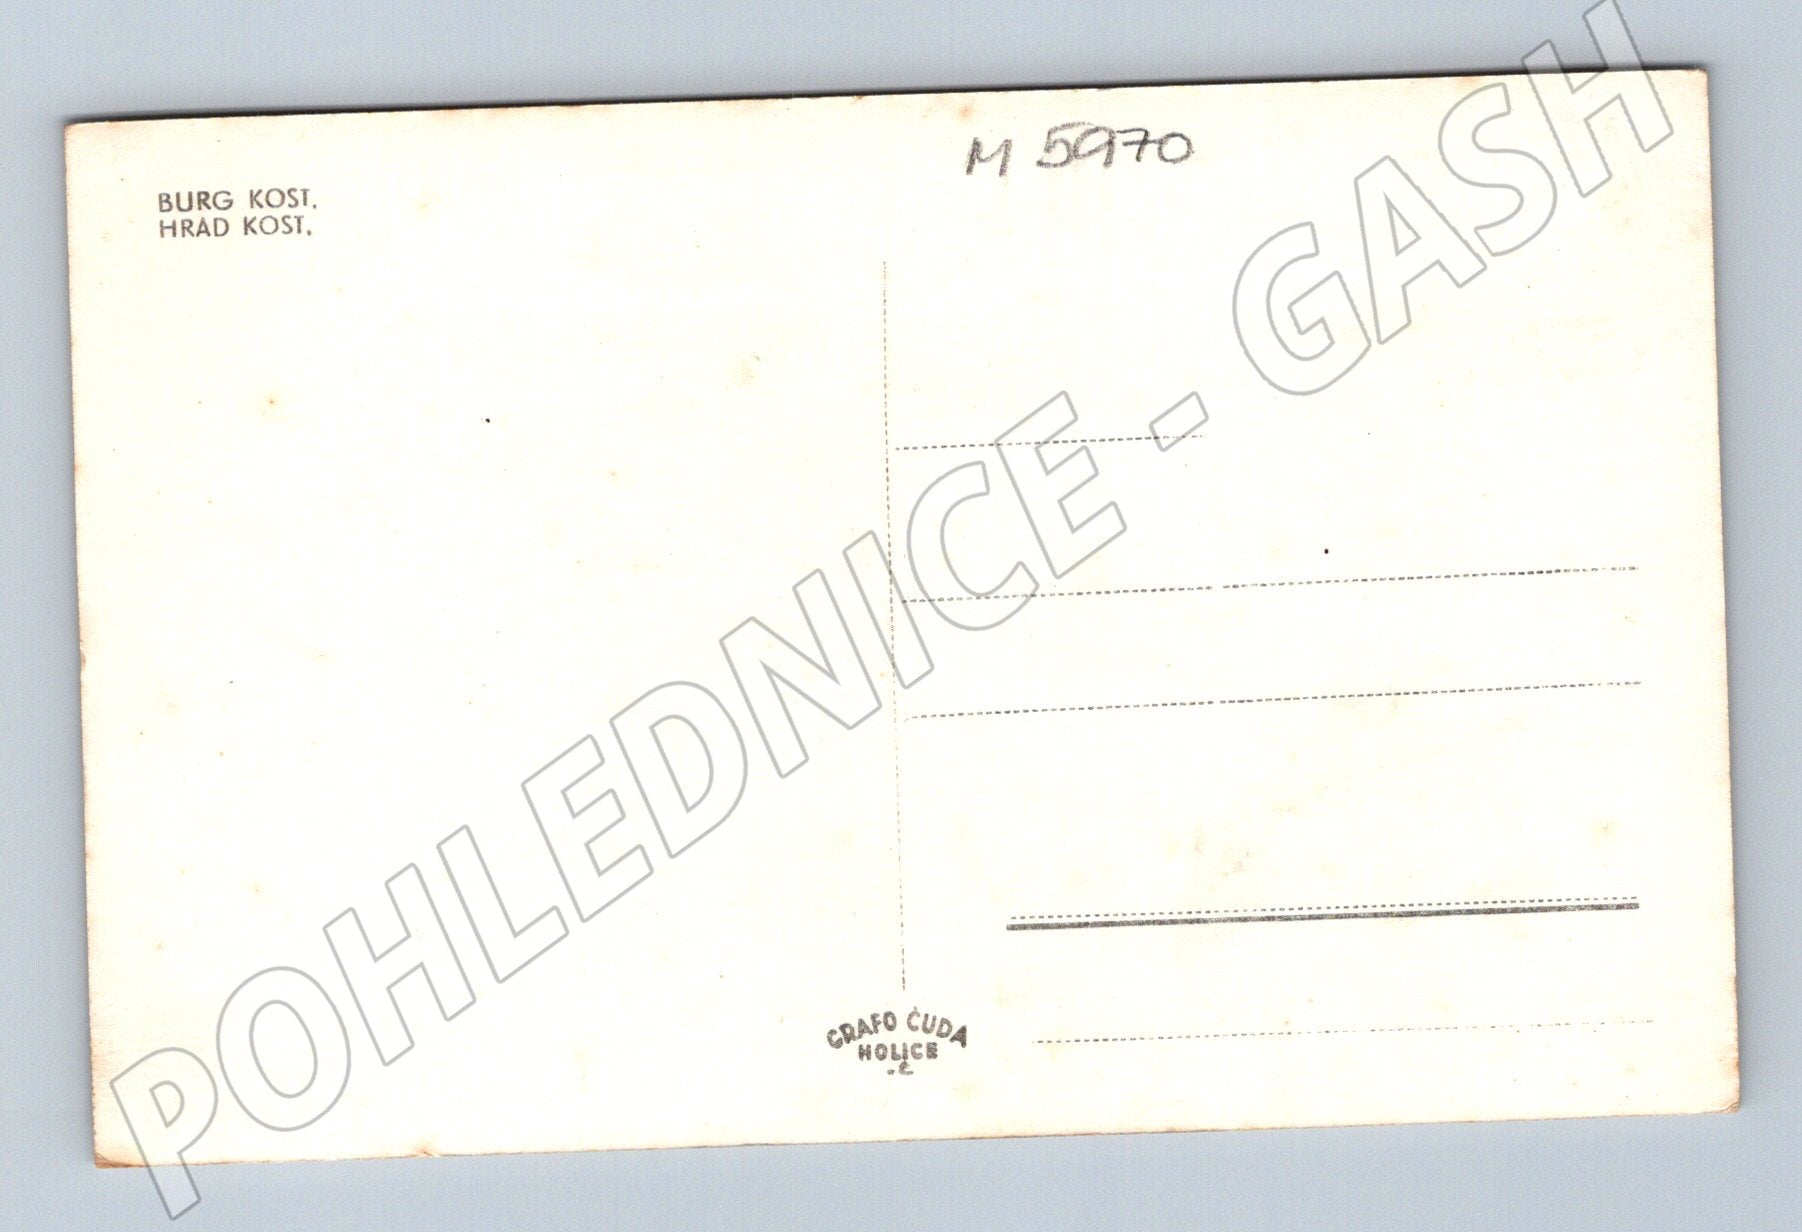 M 5970
BURG KOST.
HRAD KOST.
GRAFO ČUDA
HOLICE
POHLEDNICE - GASH